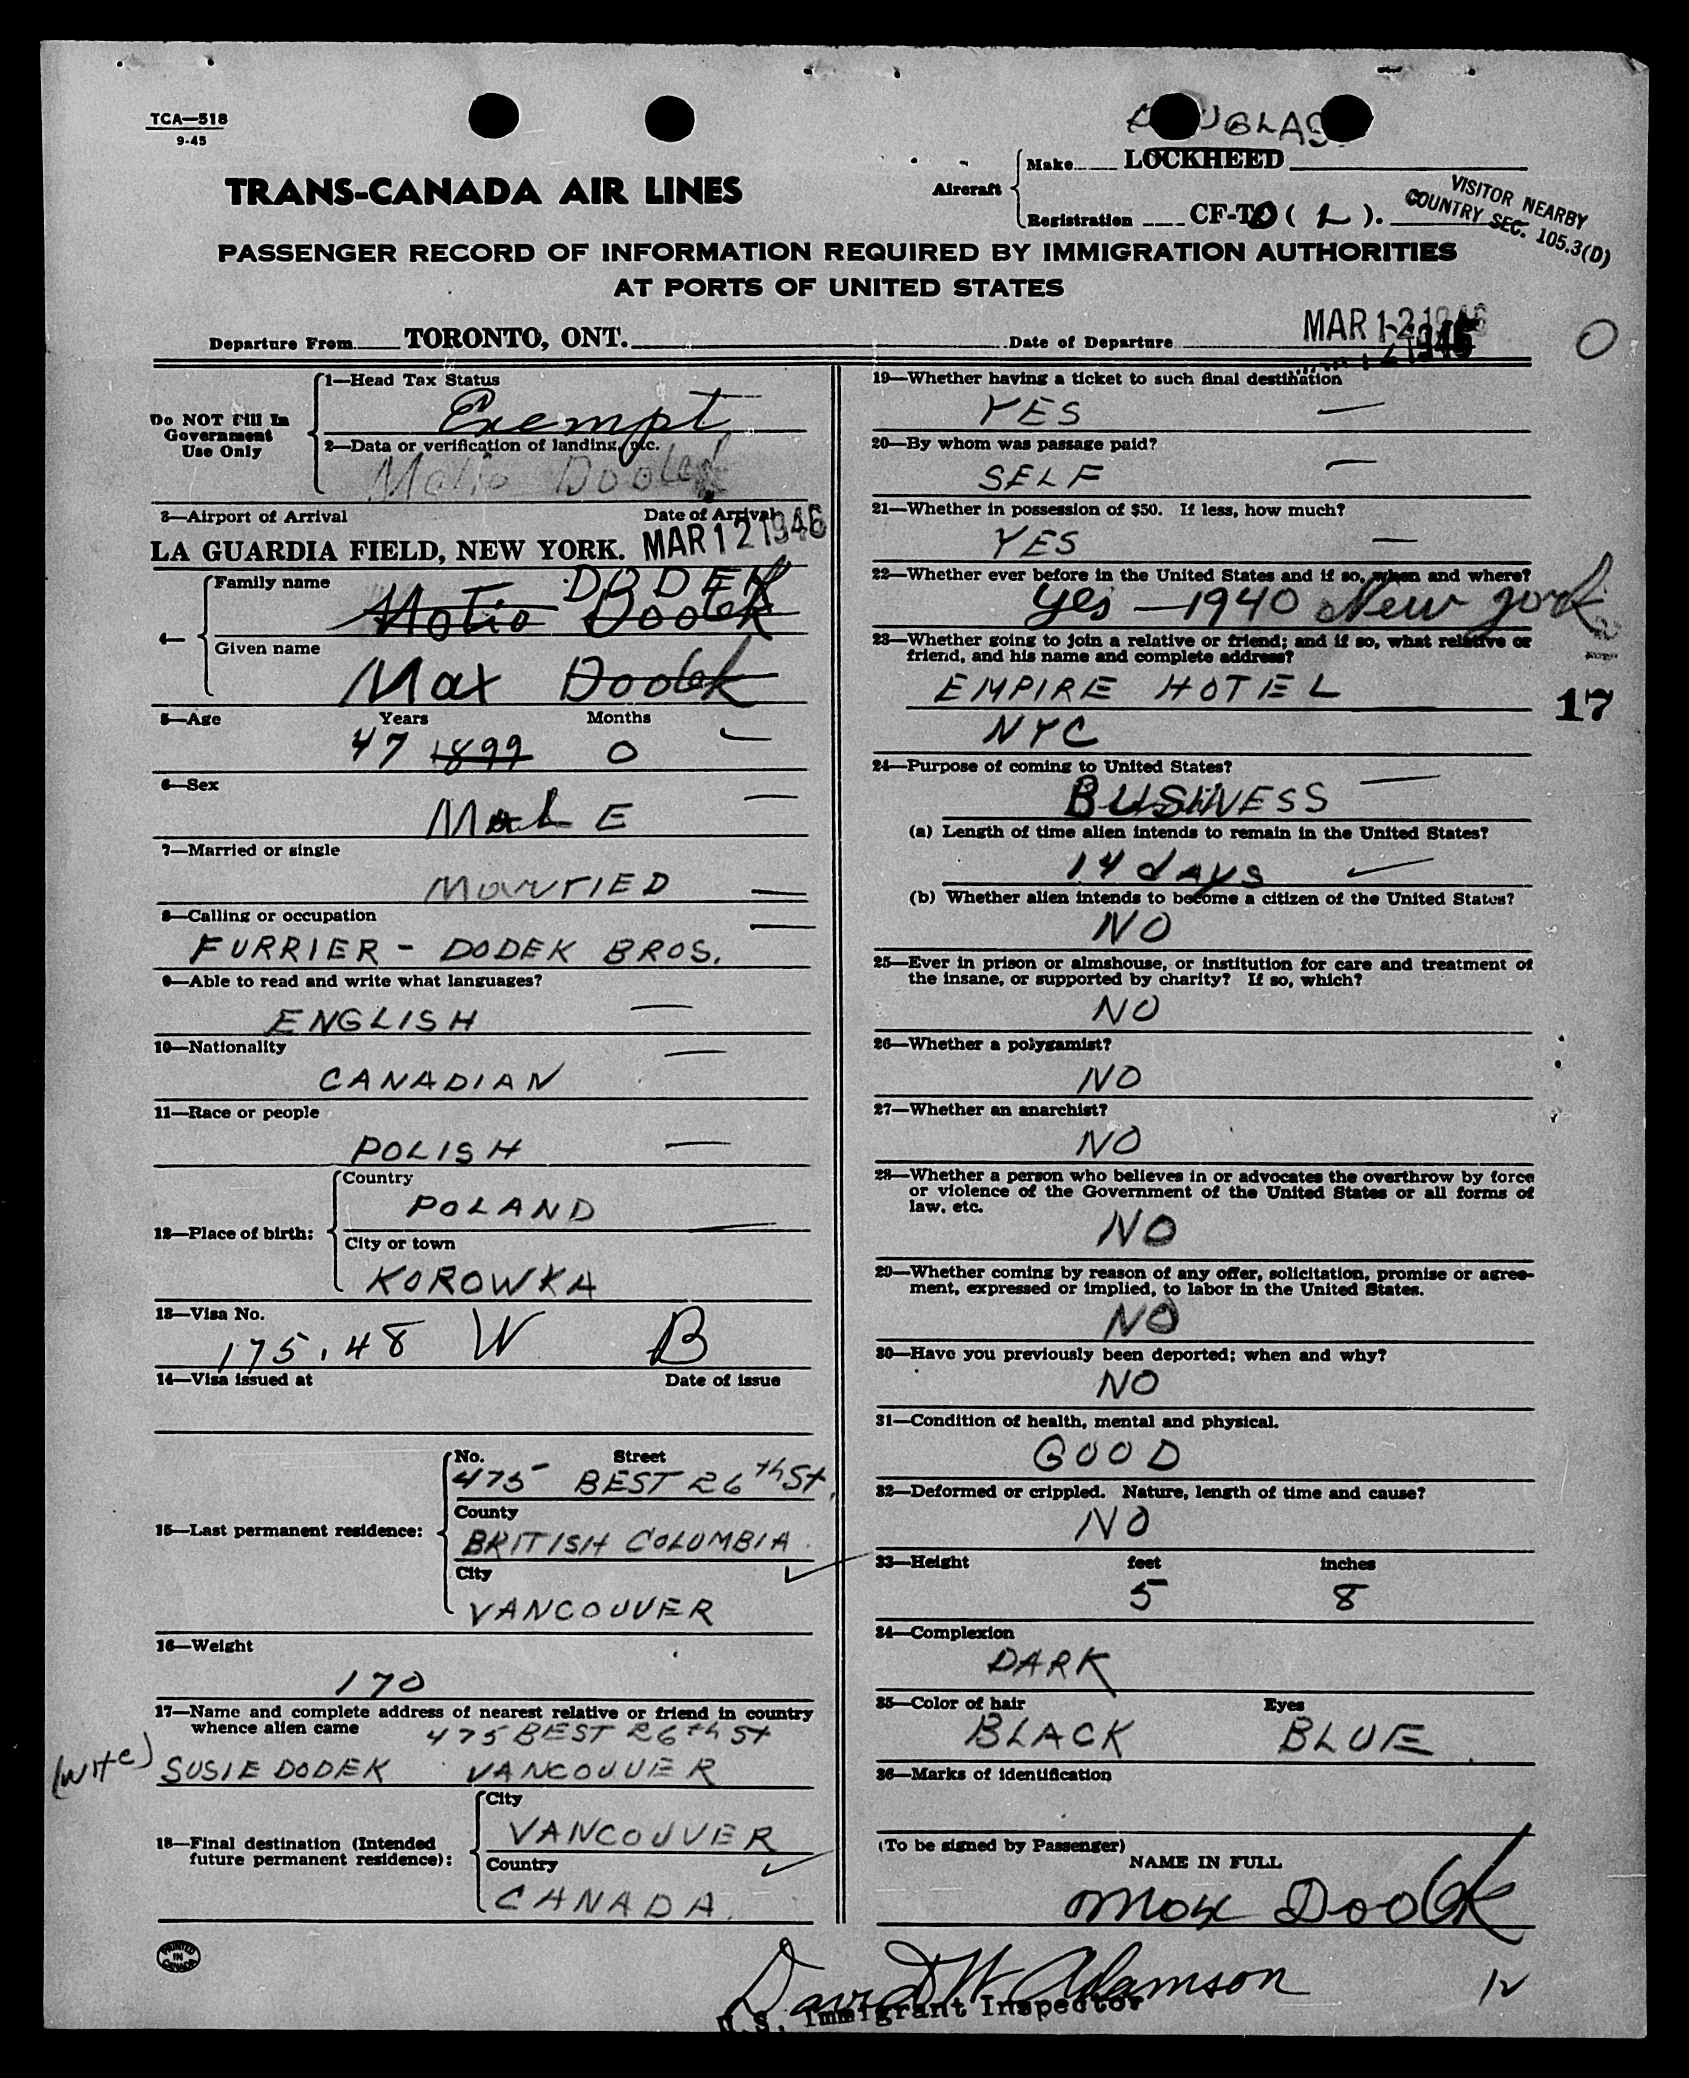 TCA—518
9-45
TRANS-CANADA AIR LINES
Aircraft
Make LOCKHEED
Registration CF-TO ( L ).
VISITOR NEARBY
COUNTRY SEC. 105.3(D)
PASSENGER RECORD OF INFORMATION REQUIRED BY IMMIGRATION AUTHORITIES
AT PORTS OF UNITED STATES
Departure From TORONTO, ONT.
Date of Departure MAR 12 1946
Do NOT Fill In
Government
Use Only
1—Head Tax Status
Exempt
2—Data or verification of landing, etc.
3—Airport of Arrival Date of Arrival
LA GUARDIA FIELD, NEW YORK. MAR 12 1946
4—
Family name
DODEK
Given name
Max
5—Age Years Months
47 1899 0
6—Sex
MALE
7—Married or single
MARRIED
8—Calling or occupation
FURRIER - DODEK BROS.
9—Able to read and write what languages?
ENGLISH
10—Nationality
CANADIAN
11—Race or people
POLISH
12—Place of birth:
Country
POLAND
City or town
KOROWKA
13—Visa No.
175.48 W B
14—Visa issued at Date of issue
15—Last permanent residence:
No. Street
475 BEST 26th St.
County
BRITISH COLUMBIA
City
VANCOUVER
16—Weight
170
17—Name and complete address of nearest relative or friend in country
whence alien came 475 BEST 26th St
(wife) SUSIE DODEK VANCOUVER
18—Final destination (Intended
future permanent residence):
City
VANCOUVER
Country
CANADA.
PRINTED IN CANADA
19—Whether having a ticket to such final destination
YES
20—By whom was passage paid?
SELF
21—Whether in possession of $50. If less, how much?
YES
22—Whether ever before in the United States and if so, when and where?
Yes - 1940 New York
23—Whether going to join a relative or friend; and if so, what relative or
friend, and his name and complete address?
EMPIRE HOTEL
NYC
17
24—Purpose of coming to United States?
BUSINESS
(a) Length of time alien intends to remain in the United States?
14 days
(b) Whether alien intends to become a citizen of the United States?
NO
25—Ever in prison or almshouse, or institution for care and treatment of
the insane, or supported by charity? If so, which?
NO
26—Whether a polygamist?
NO
27—Whether an anarchist?
NO
28—Whether a person who believes in or advocates the overthrow by force
or violence of the Government of the United States or all forms of
law, etc.
NO
29—Whether coming by reason of any offer, solicitation, promise or agree-
ment, expressed or implied, to labor in the United States.
NO
30—Have you previously been deported; when and why?
NO
31—Condition of health, mental and physical.
GOOD
32—Deformed or crippled. Nature, length of time and cause?
NO
33—Height feet inches
5 8
34—Complexion
DARK
35—Color of hair Eyes
BLACK BLUE
36—Marks of identification
(To be signed by Passenger)
NAME IN FULL
Max Dodek
David W Adamson
U.S. Immigrant Inspector